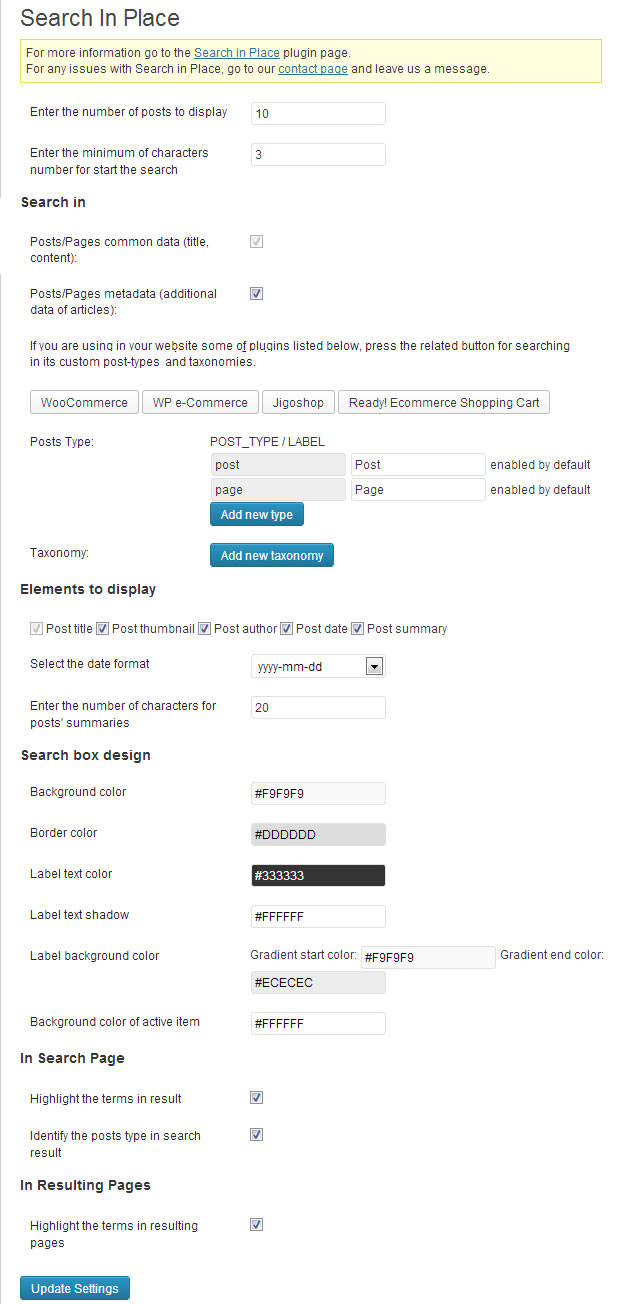 Search In Place
For more information go to the Search in Place plugin page.
For any issues with Search in Place, go to our contact page and leave us a message.
Enter the number of posts to display 10
Enter the minimum of characters 3
number for start the search
Search in
Posts/Pages common data (title,
content):
Posts/Pages metadata (additional
data of articles):
If you are using in your website some of plugins listed below, press the related button for searching
in its custom post-types and taxonomies.
WooCommerce WP e-Commerce Jigoshop Ready! Ecommerce Shopping Cart
Posts Type: POST_TYPE / LABEL
post Post enabled by default
page Page enabled by default
Add new type
Taxonomy: Add new taxonomy
Elements to display
Post title Post thumbnail Post author Post date Post summary
Select the date format yyyy-mm-dd
Enter the number of characters for 20
posts' summaries
Search box design
Background color #F9F9F9
Border color #DDDDDD
Label text color #333333
Label text shadow #FFFFFF
Label background color Gradient start color: #F9F9F9 Gradient end color:
#ECECEC
Background color of active item #FFFFFF
In Search Page
Highlight the terms in result
Identify the posts type in search
result
In Resulting Pages
Highlight the terms in resulting
pages
Update Settings